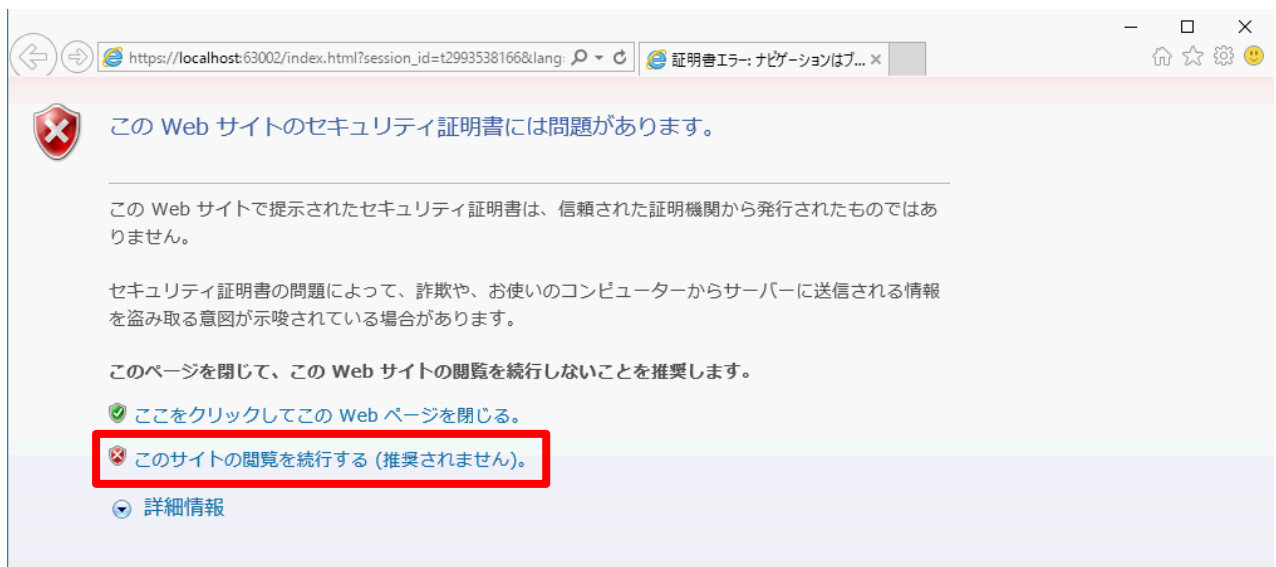 https://localhost:63002/index.html?session_id=t2993538166&lang:
証明書エラー: ナビゲーションはブ...
この Web サイトのセキュリティ証明書には問題があります。
この Web サイトで提示されたセキュリティ証明書は、信頼された証明機関から発行されたものではあ
りません。
セキュリティ証明書の問題によって、詐欺や、お使いのコンピューターからサーバーに送信される情報
を盗み取る意図が示唆されている場合があります。
このページを閉じて、この Web サイトの閲覧を続行しないことを推奨します。
ここをクリックしてこの Web ページを閉じる。
このサイトの閲覧を続行する (推奨されません)。
詳細情報